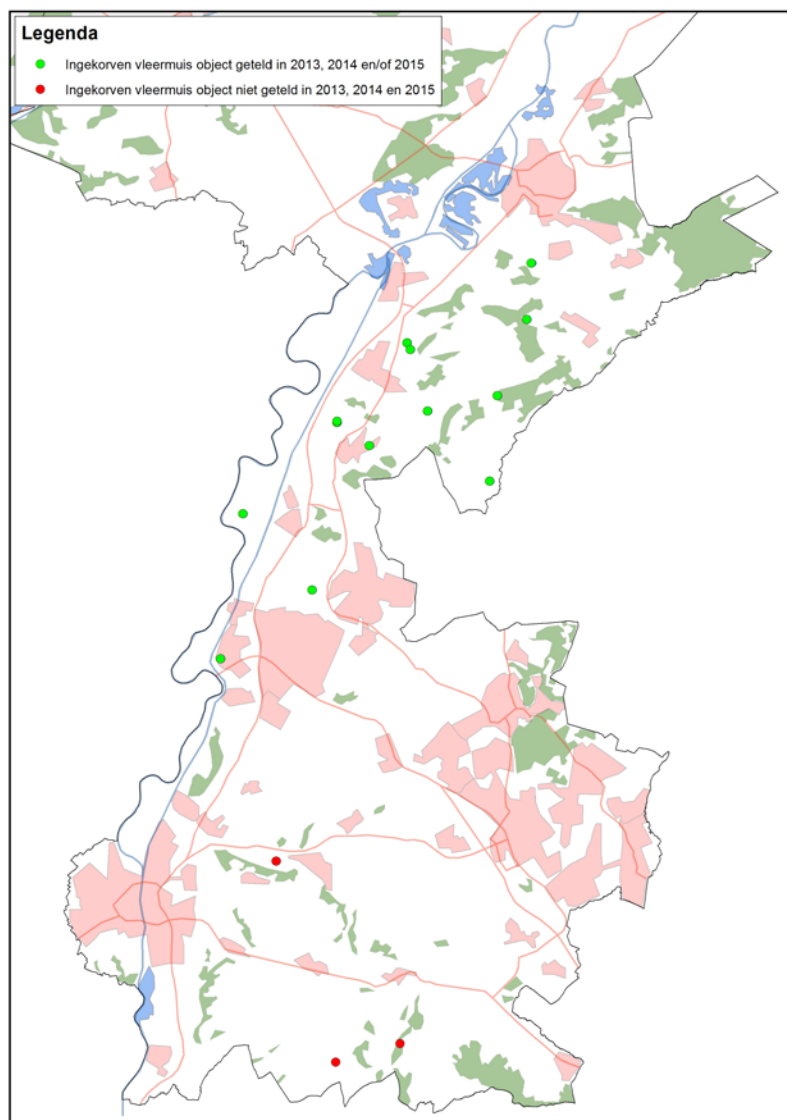 Legenda
Ingekorven vleermuis object geteld in 2013, 2014 en/of 2015
Ingekorven vleermuis object niet geteld in 2013, 2014 en 2015